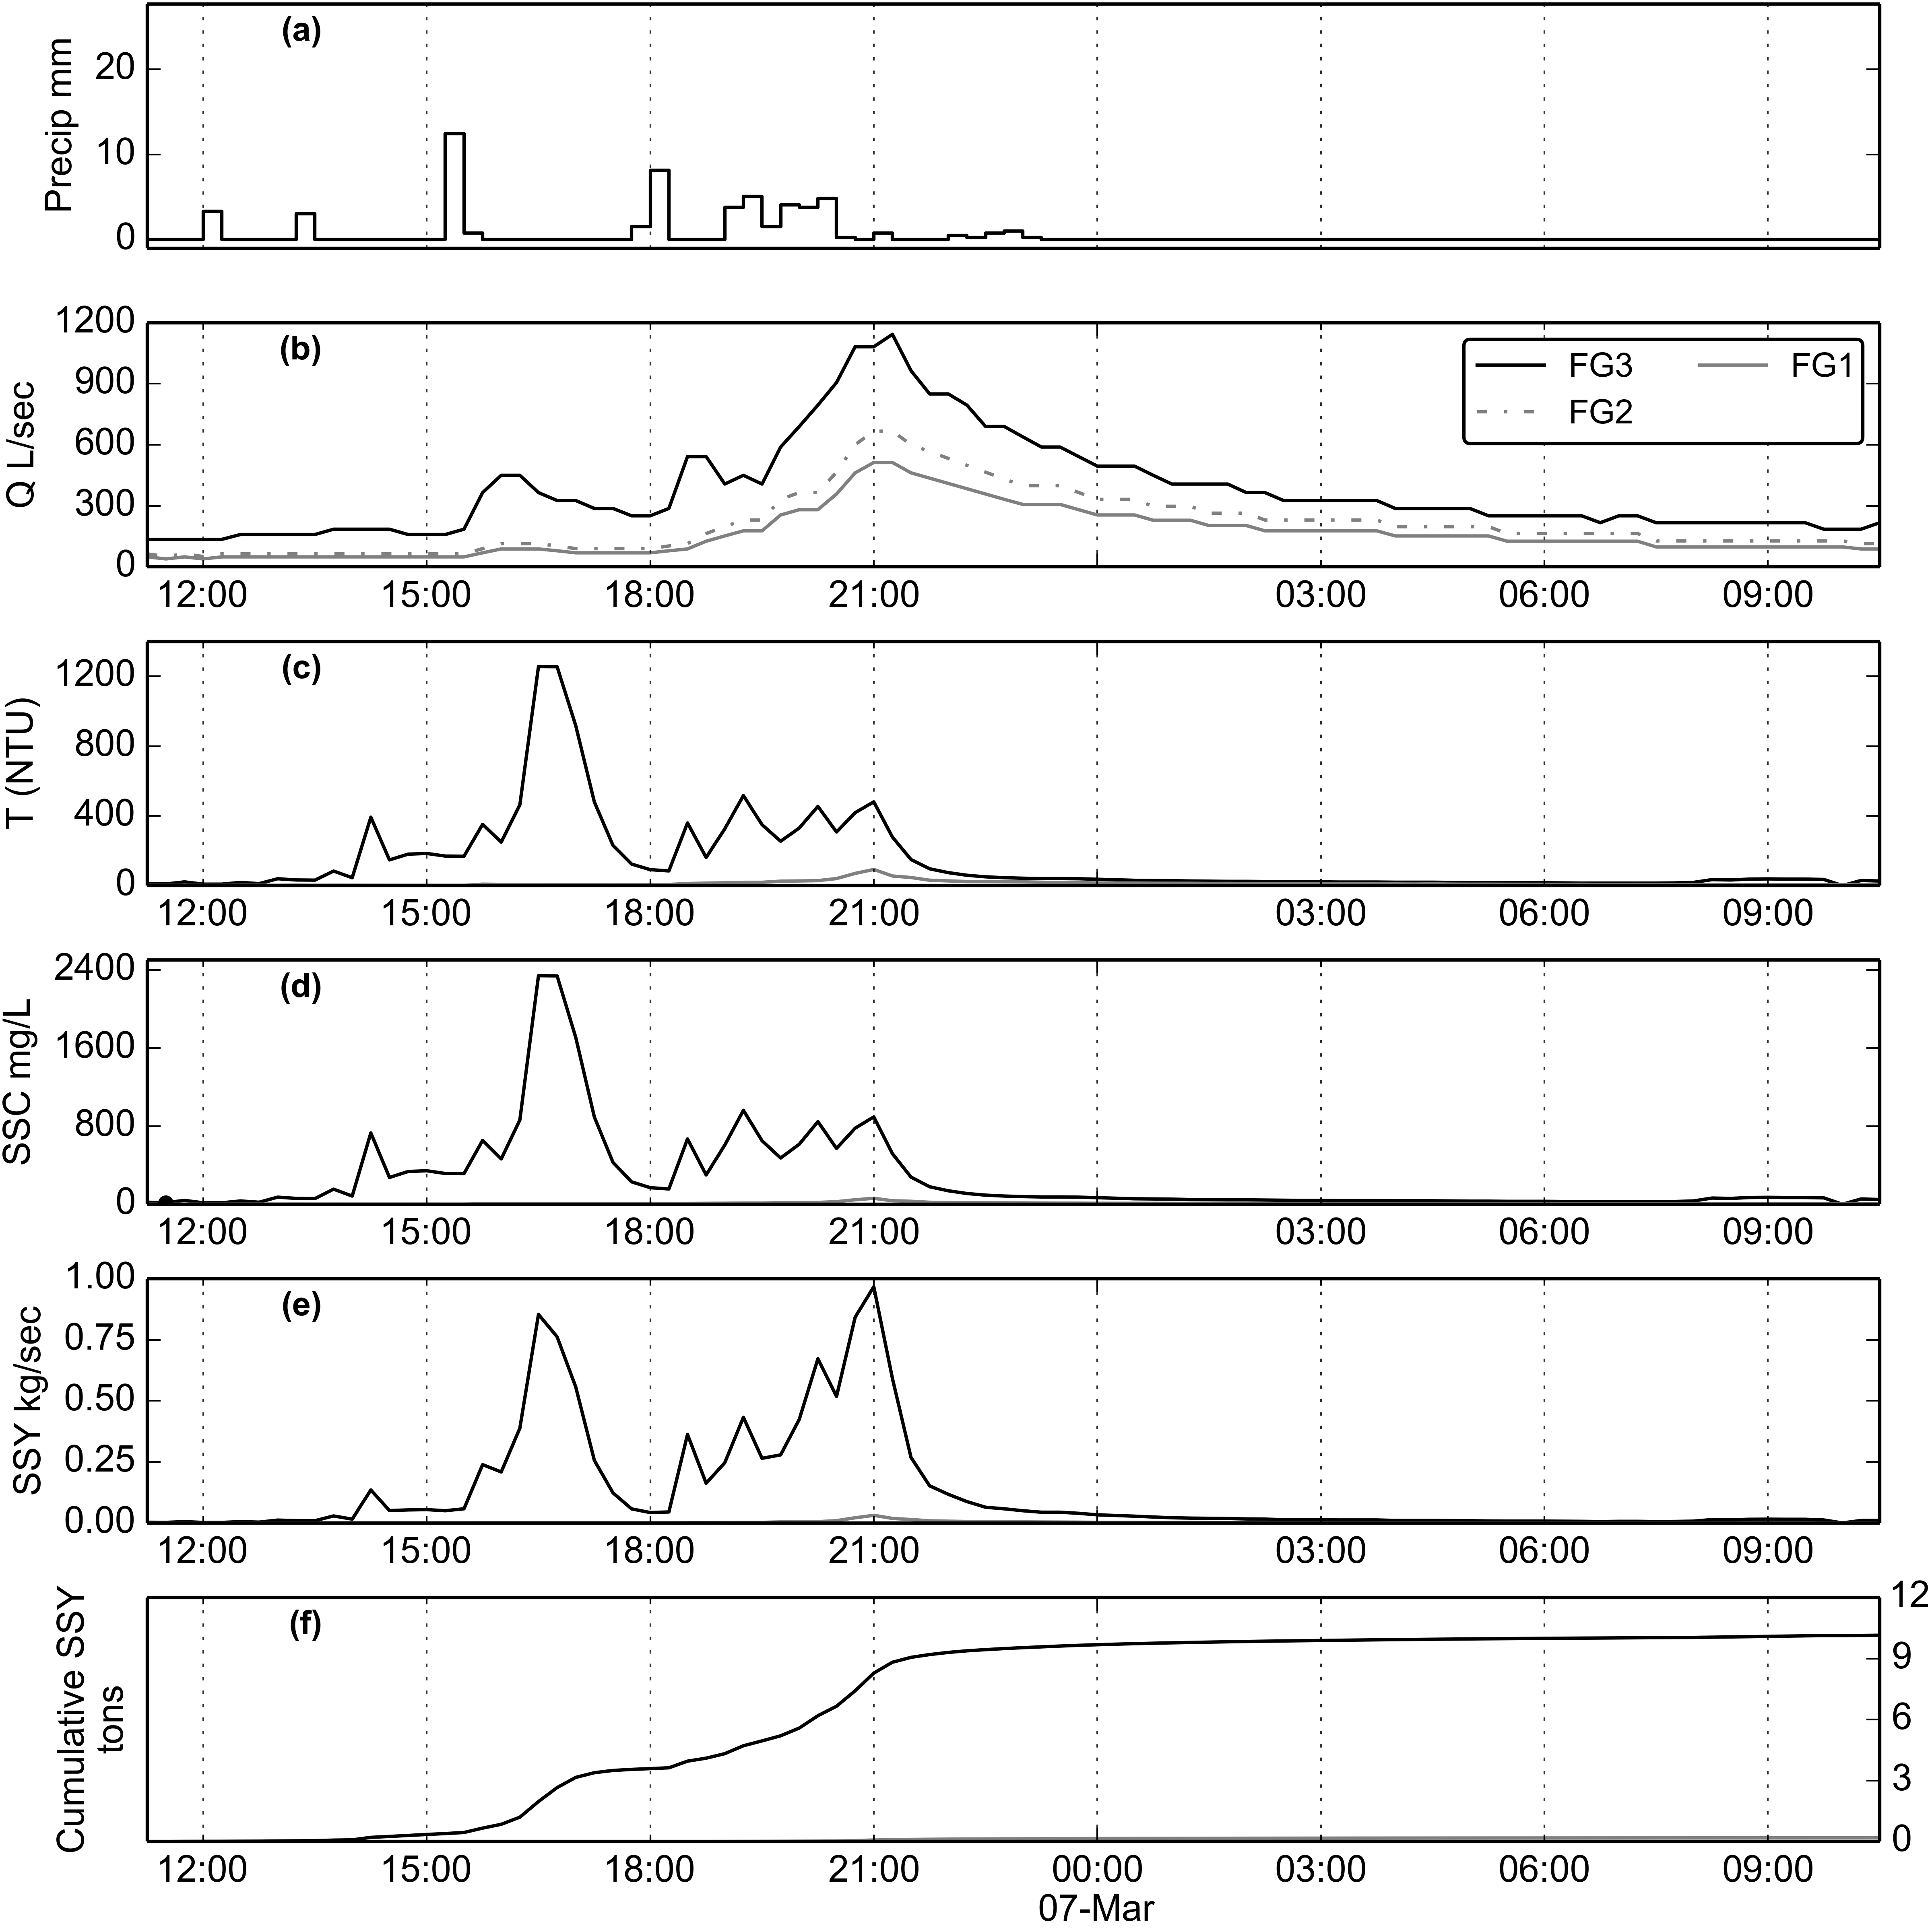 (a)
Precip mm
20
10
0
(b)
Q L/sec
1200
900
600
300
0
FG3
FG1
FG2
12:00 15:00 18:00 21:00 03:00 06:00 09:00
(c)
T (NTU)
1200
800
400
0
12:00 15:00 18:00 21:00 03:00 06:00 09:00
(d)
SSC mg/L
2400
1600
800
0
12:00 15:00 18:00 21:00 03:00 06:00 09:00
(e)
SSY kg/sec
1.00
0.75
0.50
0.25
0.00
12:00 15:00 18:00 21:00 03:00 06:00 09:00
(f)
Cumulative SSY
tons
12
9
6
3
0
12:00 15:00 18:00 21:00 00:00 03:00 06:00 09:00
07-Mar